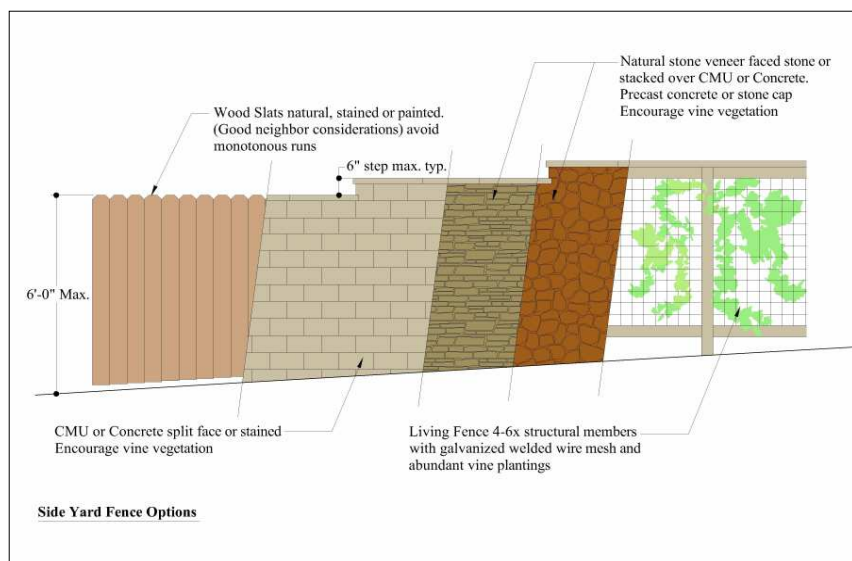 Natural stone veneer faced stone or
stacked over CMU or Concrete.
Precast concrete or stone cap
Encourage vine vegetation
Wood Slats natural, stained or painted.
(Good neighbor considerations) avoid
monotonous runs
6" step max. typ.
6'-0" Max.
CMU or Concrete split face or stained
Encourage vine vegetation
Living Fence 4-6x structural members
with galvanized welded wire mesh and
abundant vine plantings
Side Yard Fence Options